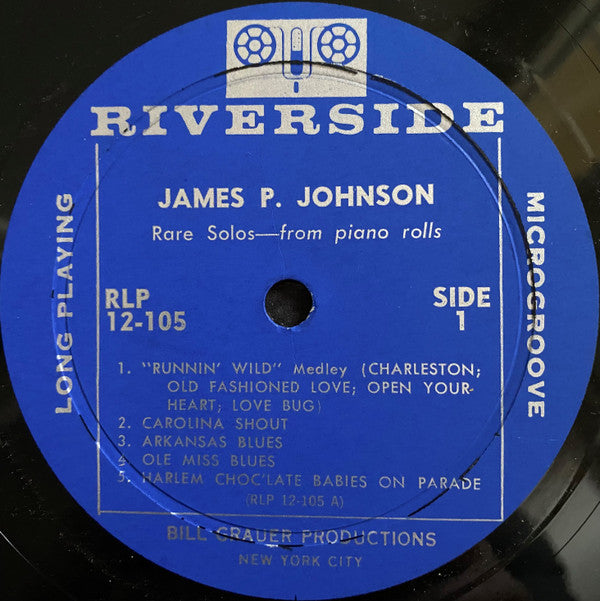 RIVERSIDE
JAMES P. JOHNSON
Rare Solos—from piano rolls
LONG PLAYING
MICROGROOVE
RLP
12-105
SIDE
1
1. "RUNNIN' WILD" Medley (CHARLESTON;
OLD FASHIONED LOVE; OPEN YOUR-
HEART; LOVE BUG)
2. CAROLINA SHOUT
3. ARKANSAS BLUES
4. OLE MISS BLUES
5. HARLEM CHOC'LATE BABIES ON PARADE
(RLP 12-105 A)
BILL GRAUER PRODUCTIONS
NEW YORK CITY